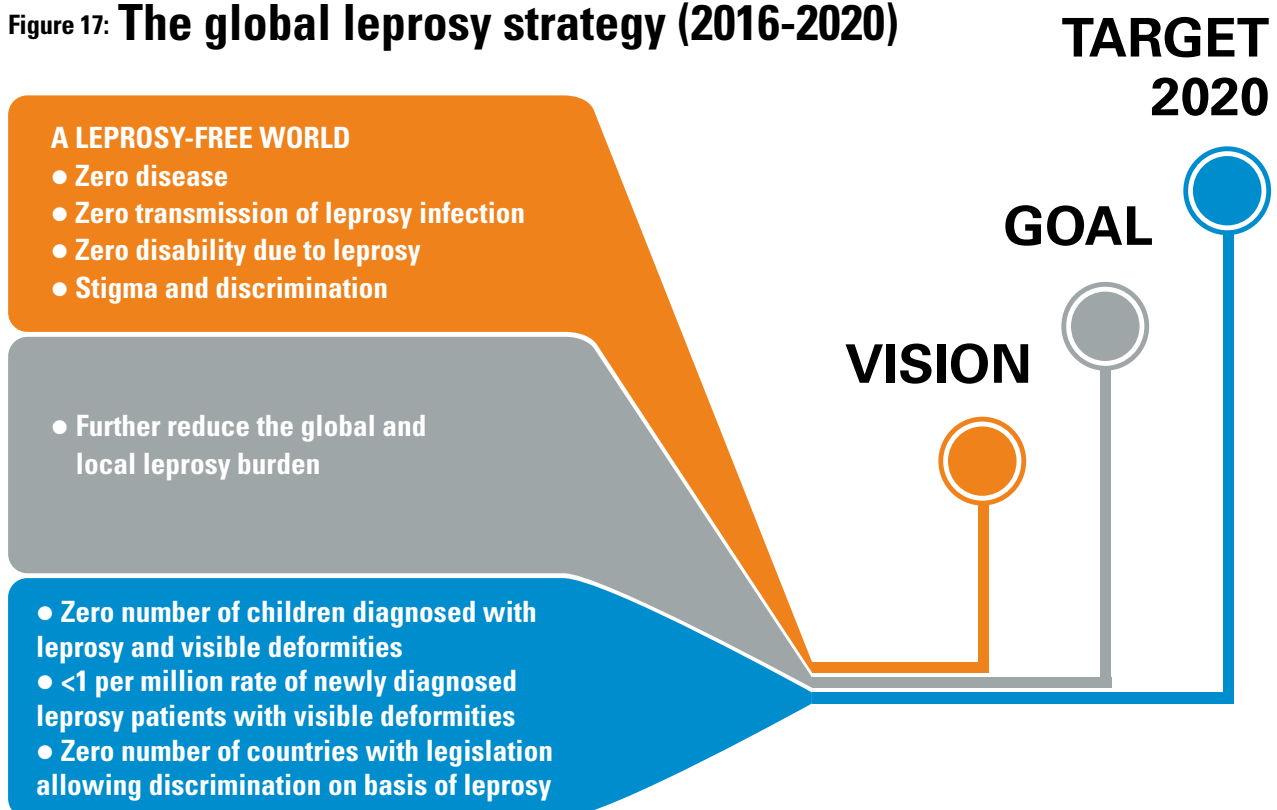 Figure 17: The global leprosy strategy (2016-2020)
TARGET
2020
GOAL
VISION
A LEPROSY-FREE WORLD
● Zero disease
● Zero transmission of leprosy infection
● Zero disability due to leprosy
● Stigma and discrimination
● Further reduce the global and
local leprosy burden
● Zero number of children diagnosed with
leprosy and visible deformities
● <1 per million rate of newly diagnosed
leprosy patients with visible deformities
● Zero number of countries with legislation
allowing discrimination on basis of leprosy